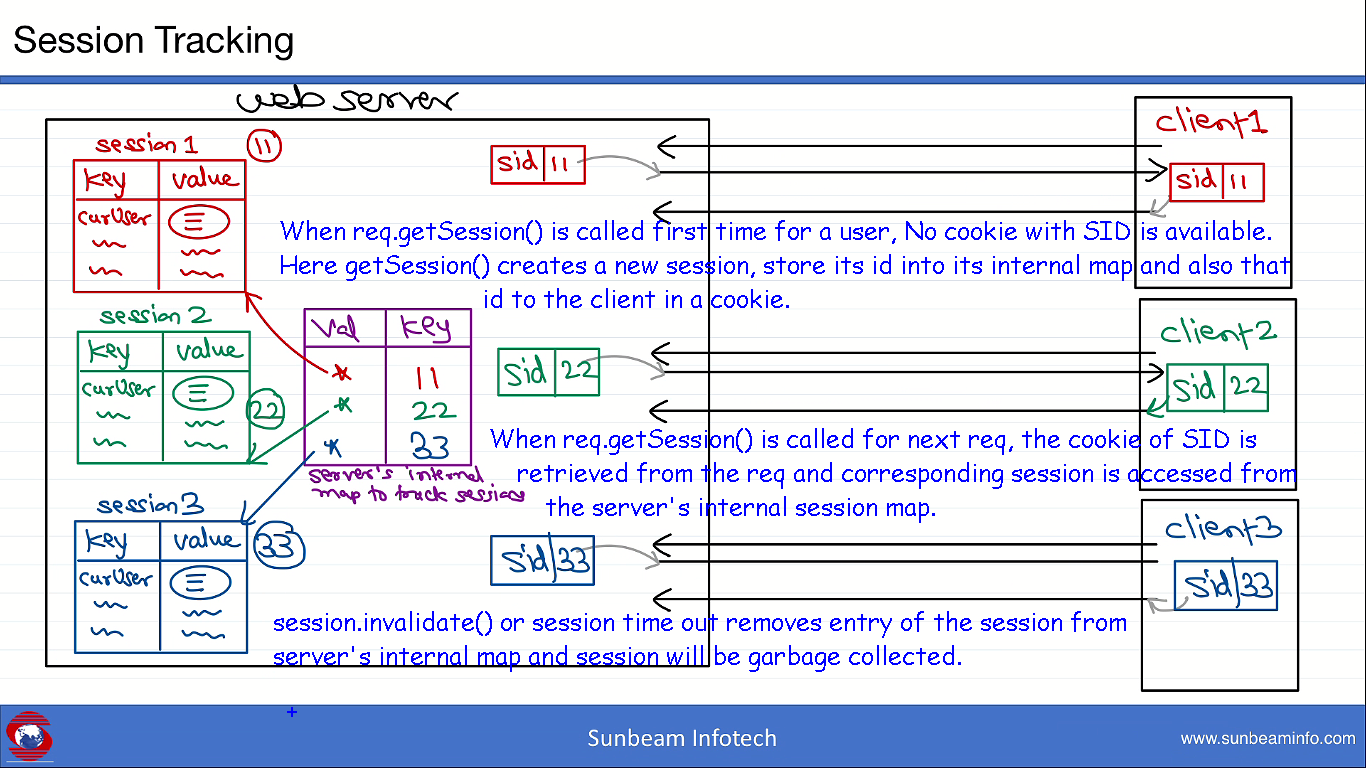 Session Tracking
web server
session 1
11
key value
curUser
sid 11
client1
sid 11
When req.getSession() is called first time for a user, No cookie with SID is available.
Here getSession() creates a new session, store its id into its internal map and also that
id to the client in a cookie.
session 2
22
key value
curUser
val key
11
22
33
server's internal
map to track sessions
sid 22
client2
sid 22
When req.getSession() is called for next req, the cookie of SID is
retrieved from the req and corresponding session is accessed from
the server's internal session map.
session 3
33
key value
curUser
sid 33
client3
sid 33
session.invalidate() or session time out removes entry of the session from
server's internal map and session will be garbage collected.
Sunbeam Infotech
www.sunbeaminfo.com